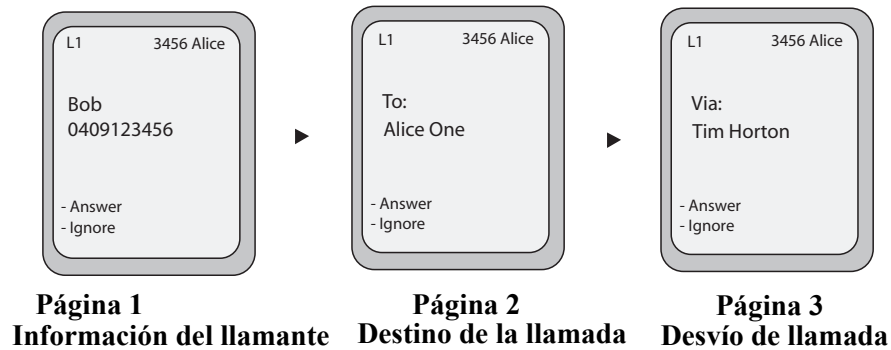 L1 3456 Alice
Bob
0409123456
- Answer
- Ignore
L1 3456 Alice
To:
Alice One
- Answer
- Ignore
L1 3456 Alice
Via:
Tim Horton
- Answer
- Ignore
Página 1
Información del llamante
Página 2
Destino de la llamada
Página 3
Desvío de llamada